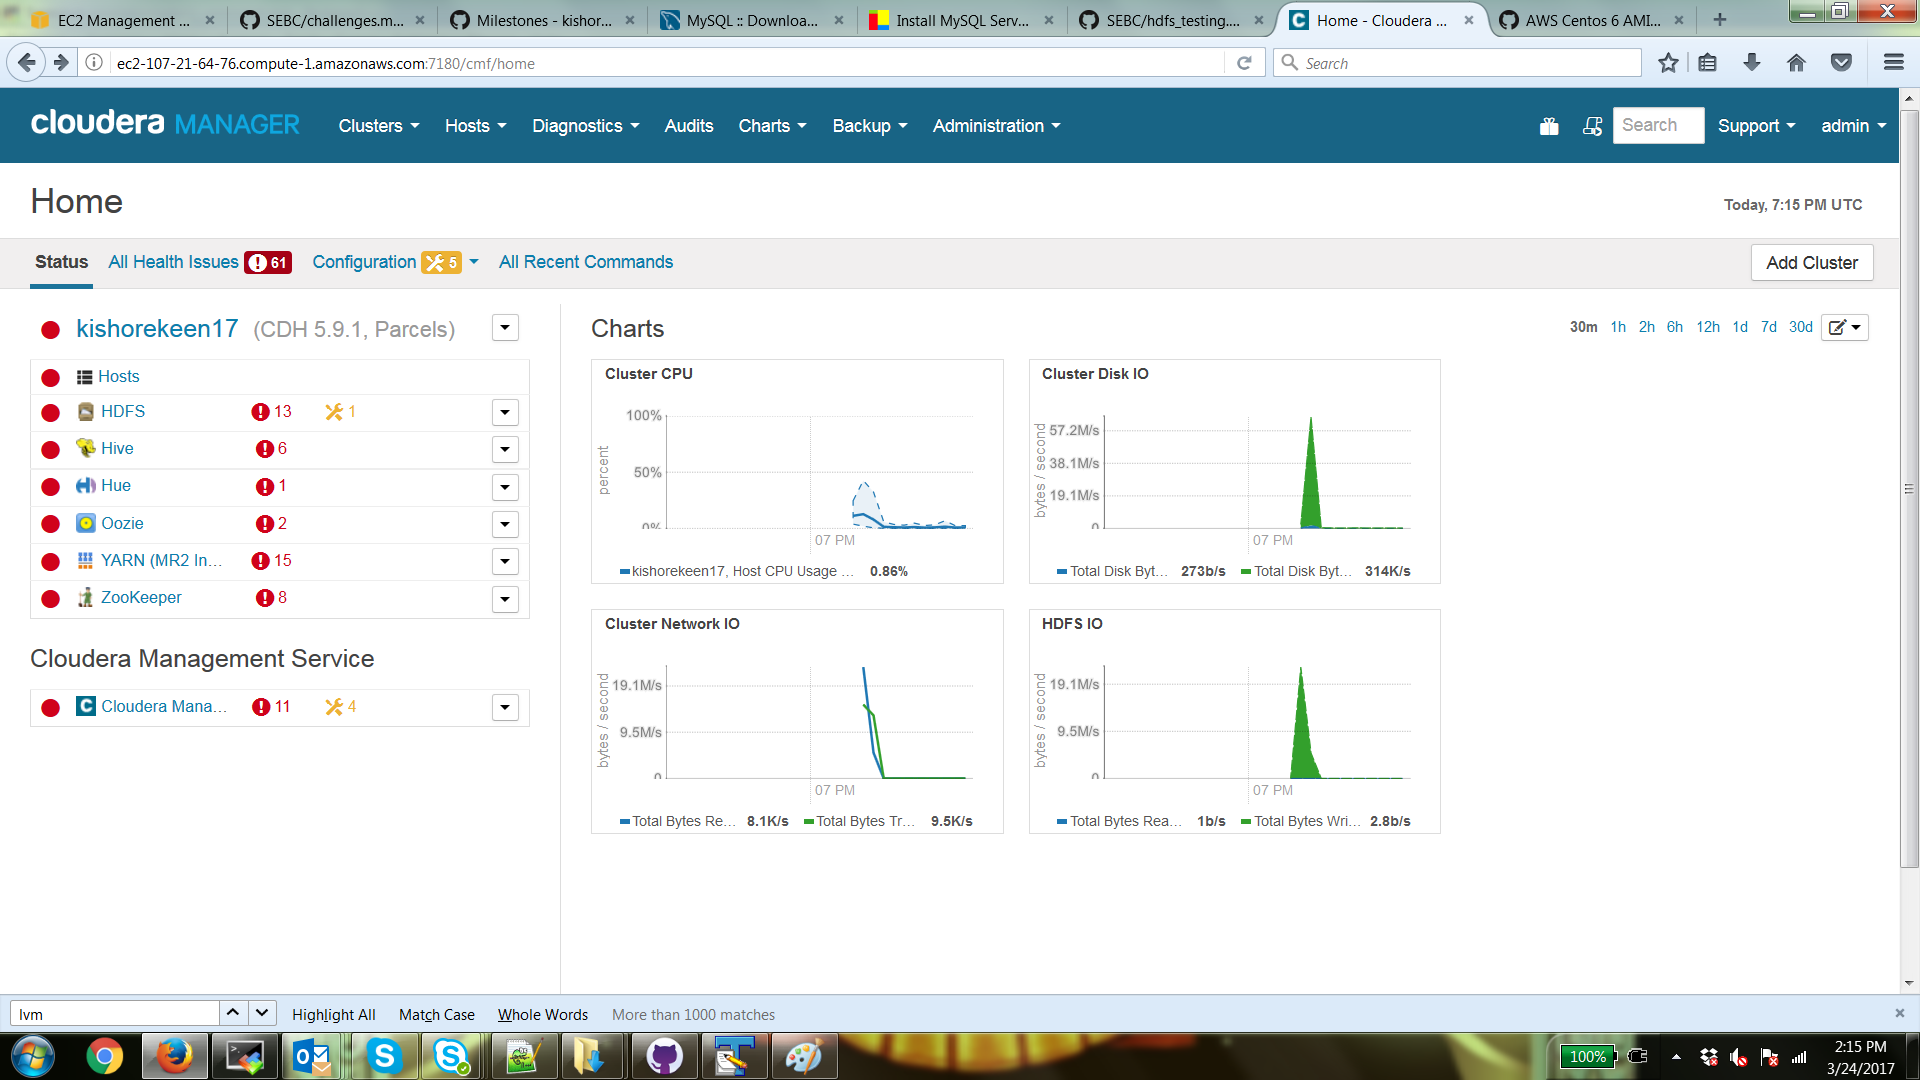 EC2 Management ... SEBC/challenges.m... Milestones - kishor... MySQL :: Downloa... Install MySQL Serv... SEBC/hdfs_testing.... Home - Cloudera ... AWS Centos 6 AMI...
ec2-107-21-64-76.compute-1.amazonaws.com:7180/cmf/home Search
cloudera MANAGER Clusters Hosts Diagnostics Audits Charts Backup Administration Search Support admin
Home
Today, 7:15 PM UTC
Status All Health Issues 61 Configuration 5 All Recent Commands Add Cluster
kishorekeen17 (CDH 5.9.1, Parcels)
Hosts
HDFS 13 1
Hive 6
Hue 1
Oozie 2
YARN (MR2 In... 15
ZooKeeper 8
Cloudera Management Service
Cloudera Mana... 11 4
Charts 30m 1h 2h 6h 12h 1d 7d 30d
Cluster CPU
percent
100%
50%
0%
07 PM
kishorekeen17, Host CPU Usage ... 0.86%
Cluster Disk IO
bytes / second
57.2M/s
38.1M/s
19.1M/s
0
07 PM
Total Disk Byt... 273b/s Total Disk Byt... 314K/s
Cluster Network IO
bytes / second
19.1M/s
9.5M/s
0
07 PM
Total Bytes Re... 8.1K/s Total Bytes Tr... 9.5K/s
HDFS IO
bytes / second
19.1M/s
9.5M/s
0
07 PM
Total Bytes Rea... 1b/s Total Bytes Wri... 2.8b/s
lvm Highlight All Match Case Whole Words More than 1000 matches
100% 2:15 PM
3/24/2017